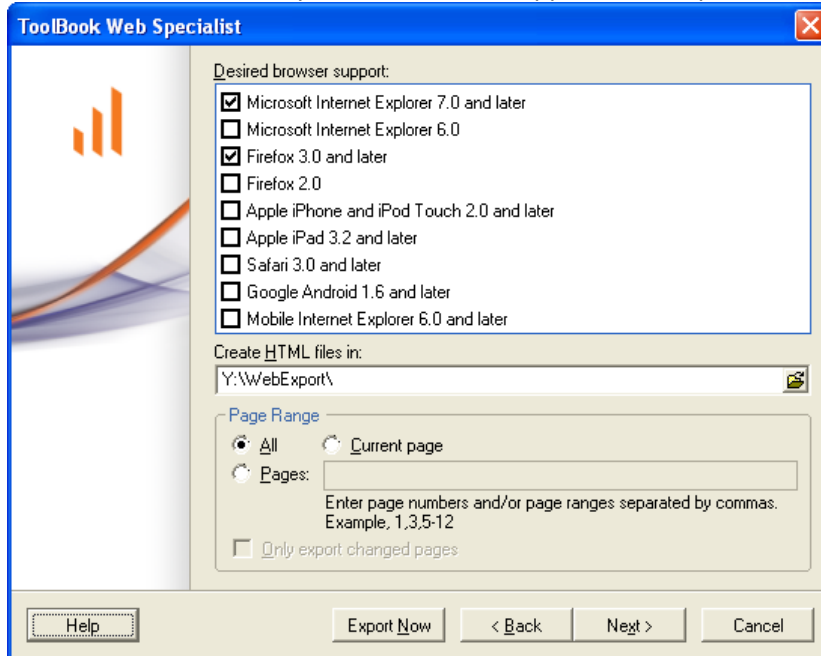 ToolBook Web Specialist
Desired browser support:
Microsoft Internet Explorer 7.0 and later
Microsoft Internet Explorer 6.0
Firefox 3.0 and later
Firefox 2.0
Apple iPhone and iPod Touch 2.0 and later
Apple iPad 3.2 and later
Safari 3.0 and later
Google Android 1.6 and later
Mobile Internet Explorer 6.0 and later
Create HTML files in:
Y:\WebExport\
Page Range
All Current page
Pages:
Enter page numbers and/or page ranges separated by commas.
Example, 1,3,5-12
Only export changed pages
Help Export Now < Back Next > Cancel